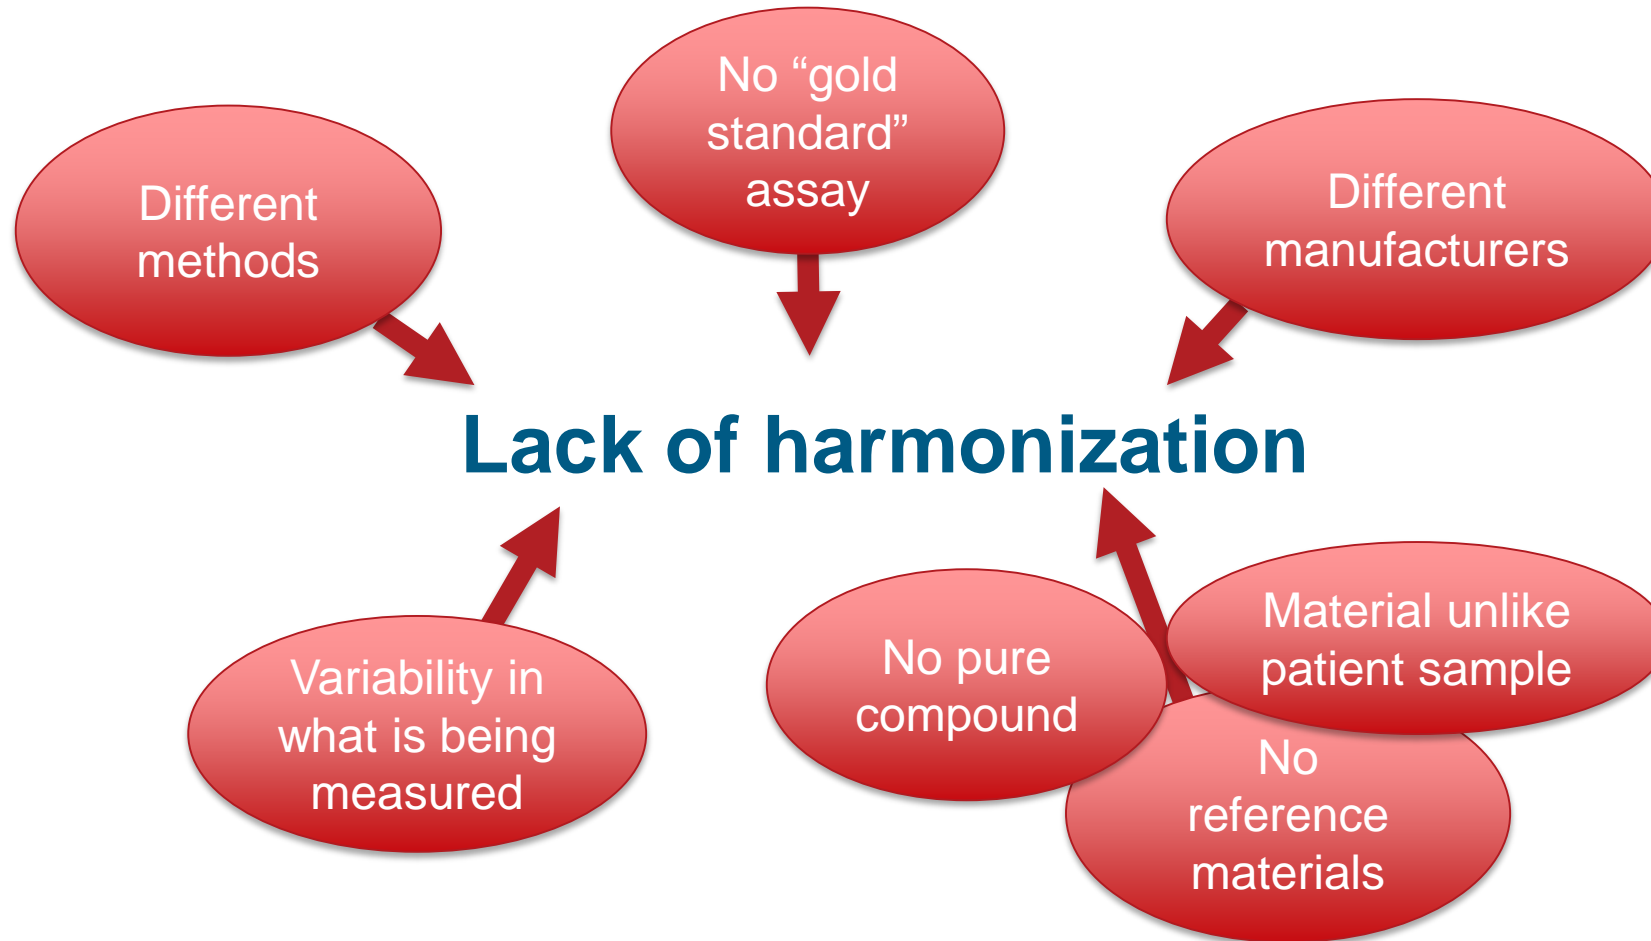 No “gold
standard”
assay
Different
methods
Different
manufacturers
Lack of harmonization
Variability in
what is being
measured
No pure
compound
Material unlike
patient sample
No
reference
materials